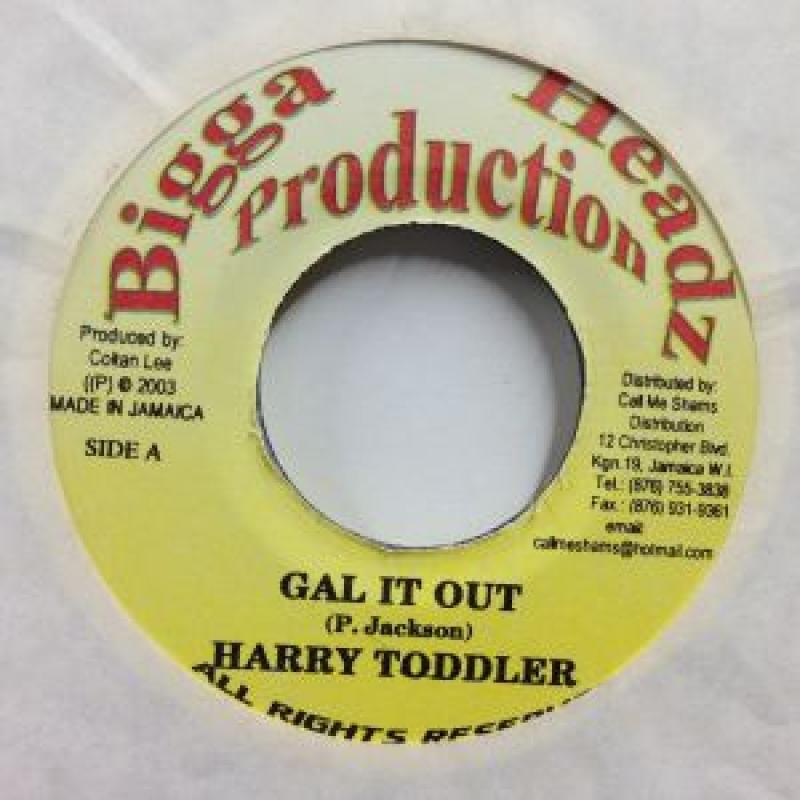 Bigga Headz
Production
Produced by:
Colian Lee
((P) © 2003
MADE IN JAMAICA
SIDE A
Distributed by:
Call Me Shams
Distribution
12 Christopher Blvd.
Kgn 19, Jamaica W.I.
Tel.: (876) 755-3838
Fax.: (876) 931-9361
email:
callmeshams@hotmail.com
GAL IT OUT
(P. Jackson)
HARRY TODDLER
ALL RIGHTS